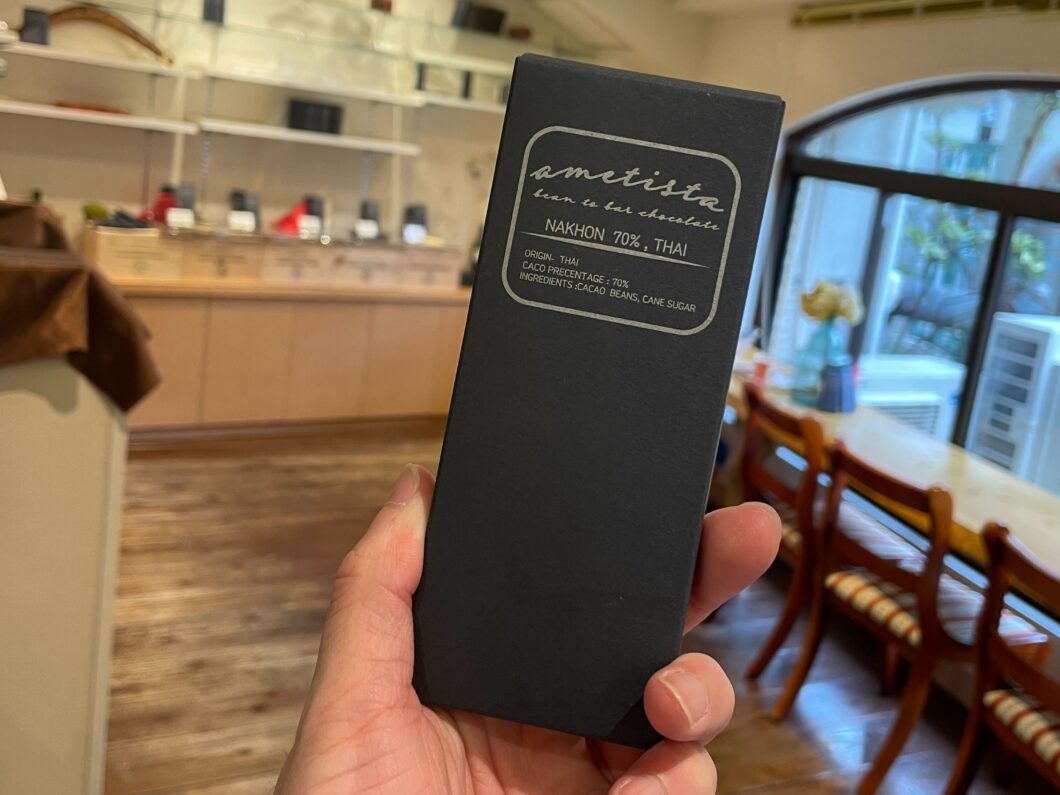 ametista
bean to bar chocolate
NAKHON 70%, THAI
ORIGIN- THAI
CACO PRECENTAGE : 70%
INGREDIENTS :CACAO BEANS, CANE SUGAR